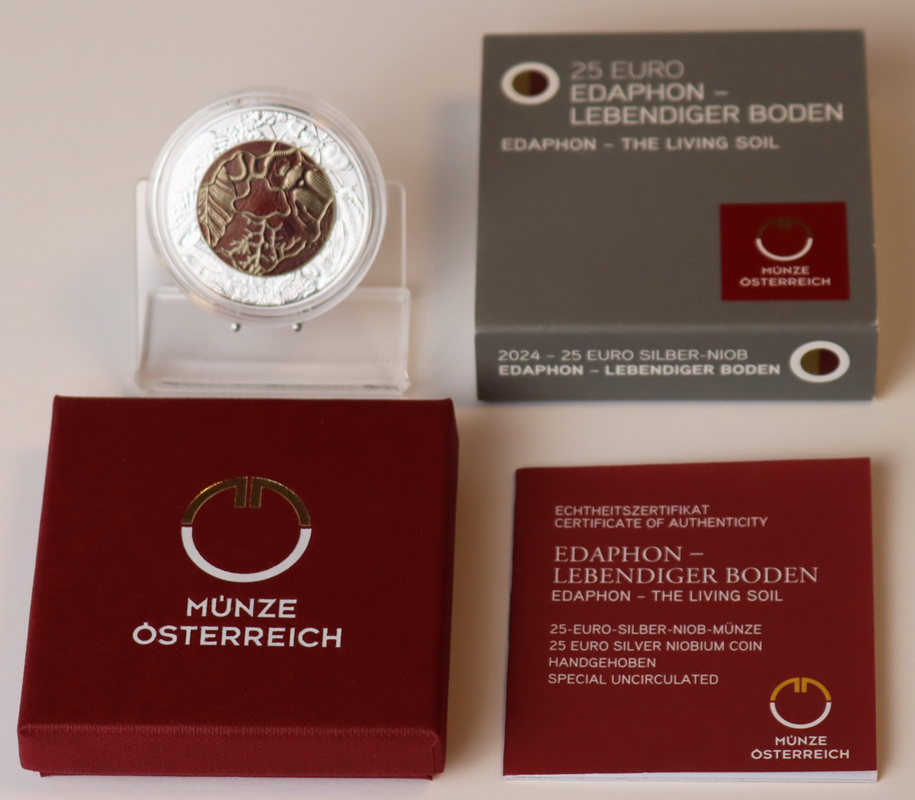 25 EURO
EDAPHON –
LEBENDIGER BODEN
EDAPHON – THE LIVING SOIL
MÜNZE
ÖSTERREICH
2024 – 25 EURO SILBER-NIOB
EDAPHON – LEBENDIGER BODEN
MÜNZE
ÖSTERREICH
ECHTHEITSZERTIFIKAT
CERTIFICATE OF AUTHENTICITY
EDAPHON –
LEBENDIGER BODEN
EDAPHON – THE LIVING SOIL
25-EURO-SILBER-NIOB-MÜNZE
25 EURO SILVER NIOBIUM COIN
HANDGEHOBEN
SPECIAL UNCIRCULATED
MÜNZE
ÖSTERREICH